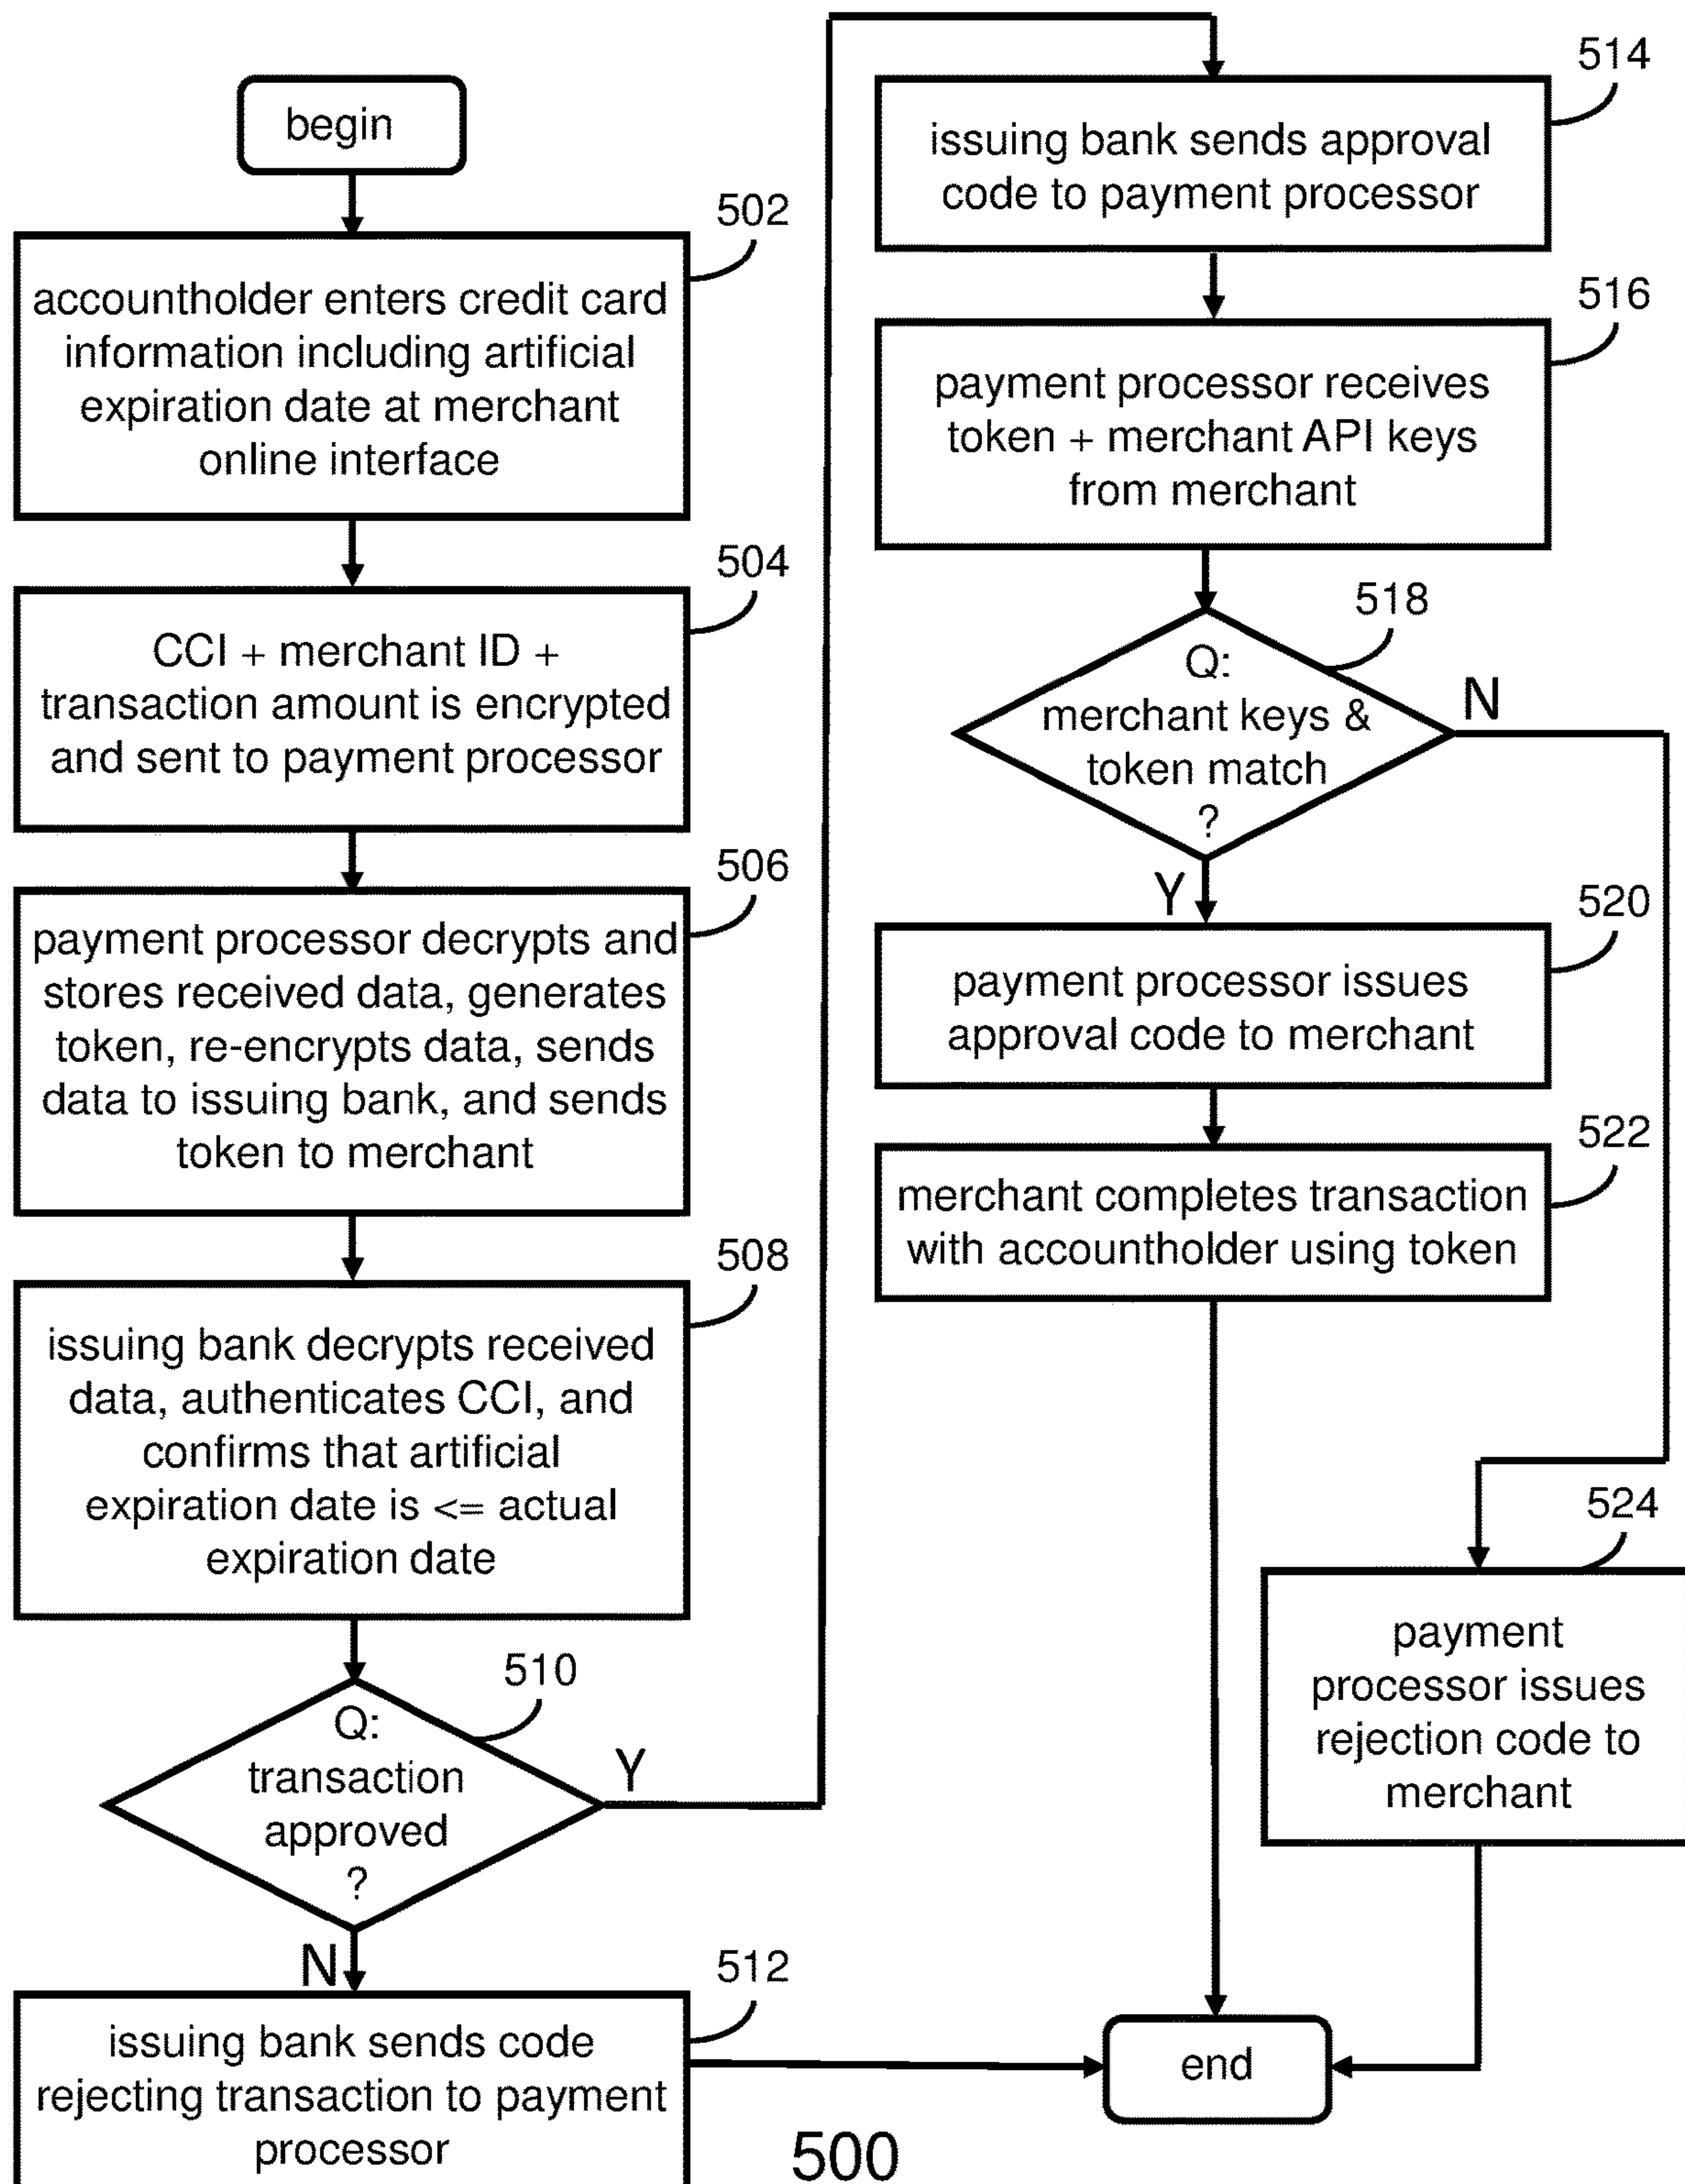 begin
502
accountholder enters credit card
information including artificial
expiration date at merchant
online interface
504
CCI + merchant ID +
transaction amount is encrypted
and sent to payment processor
506
payment processor decrypts and
stores received data, generates
token, re-encrypts data, sends
data to issuing bank, and sends
token to merchant
508
issuing bank decrypts received
data, authenticates CCI, and
confirms that artificial
expiration date is <= actual
expiration date
510
Q:
transaction
approved
?
Y
N
512
issuing bank sends code
rejecting transaction to payment
processor
514
issuing bank sends approval
code to payment processor
516
payment processor receives
token + merchant API keys
from merchant
518
Q:
merchant keys &
token match
?
N
Y
520
payment processor issues
approval code to merchant
522
merchant completes transaction
with accountholder using token
524
payment
processor issues
rejection code to
merchant
end
500